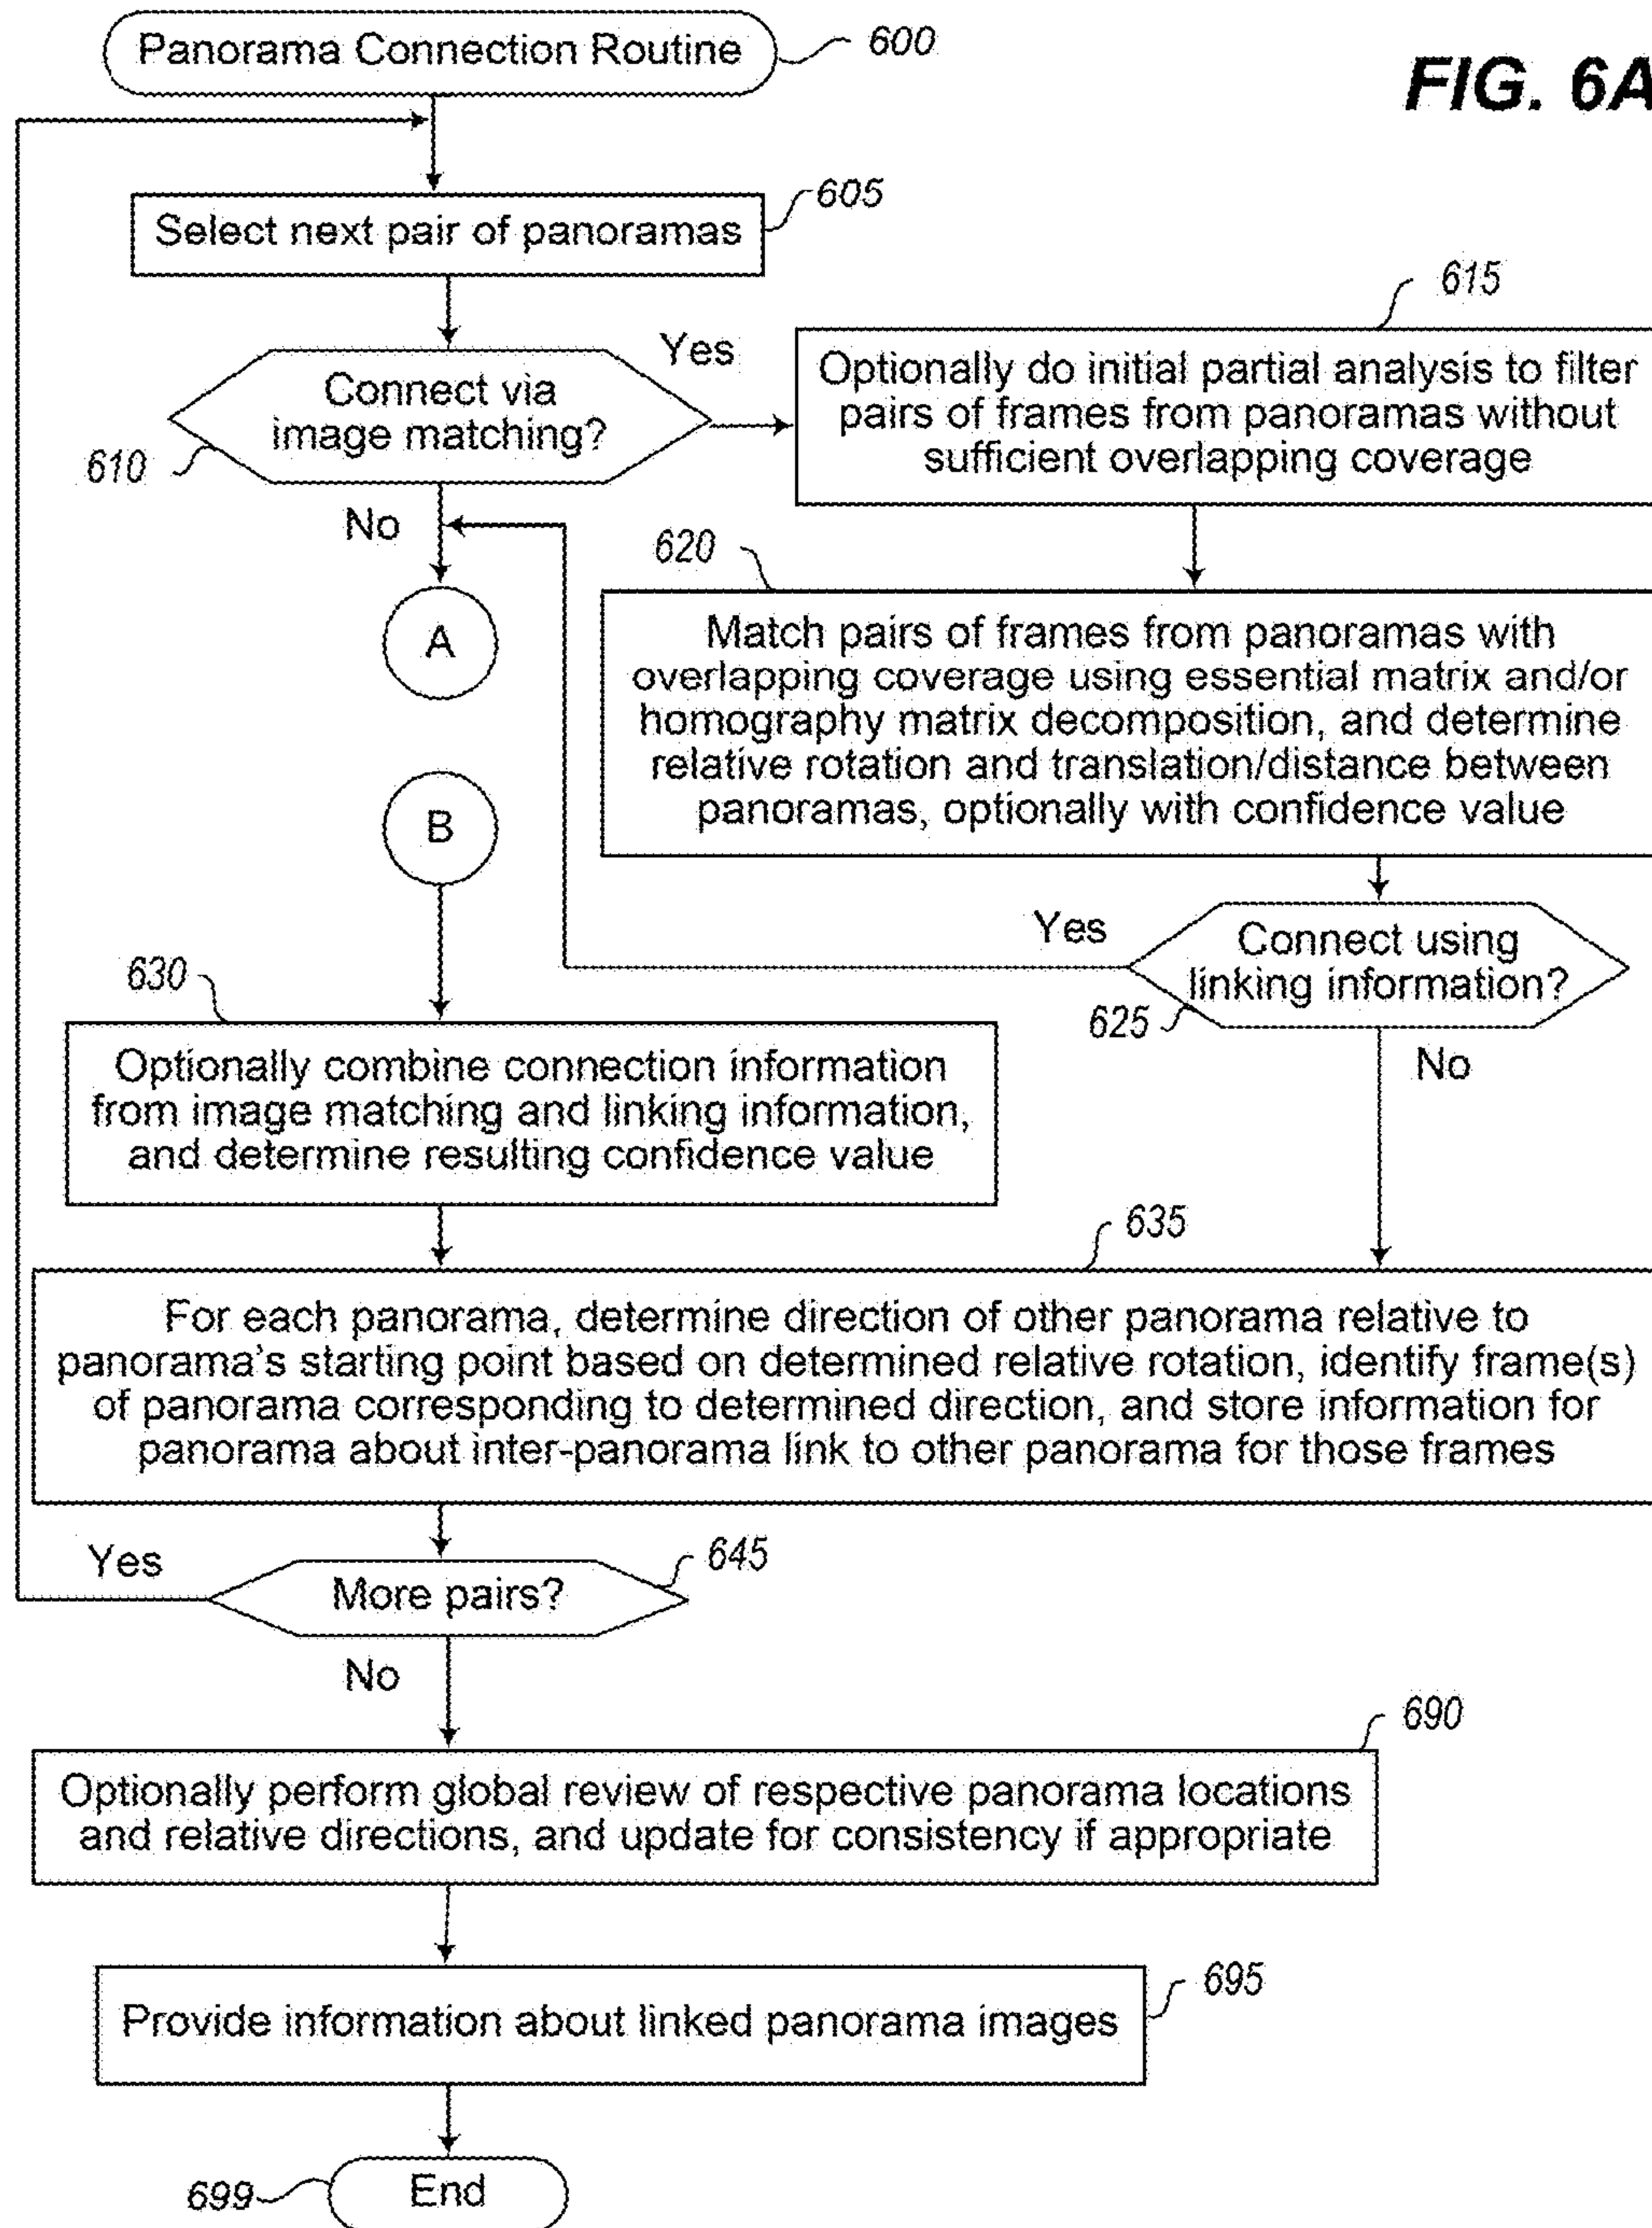 Panorama Connection Routine
600
FIG. 6A
605
Select next pair of panoramas
615
Yes
Connect via
image matching?
610
Optionally do initial partial analysis to filter
pairs of frames from panoramas without
sufficient overlapping coverage
No
620
A
Match pairs of frames from panoramas with
overlapping coverage using essential matrix and/or
homography matrix decomposition, and determine
relative rotation and translation/distance between
panoramas, optionally with confidence value
B
Yes
Connect using
linking information?
625
No
630
Optionally combine connection information
from image matching and linking information,
and determine resulting confidence value
635
For each panorama, determine direction of other panorama relative to
panorama's starting point based on determined relative rotation, identify frame(s)
of panorama corresponding to determined direction, and store information for
panorama about inter-panorama link to other panorama for those frames
Yes
645
More pairs?
No
690
Optionally perform global review of respective panorama locations
and relative directions, and update for consistency if appropriate
695
Provide information about linked panorama images
699
End